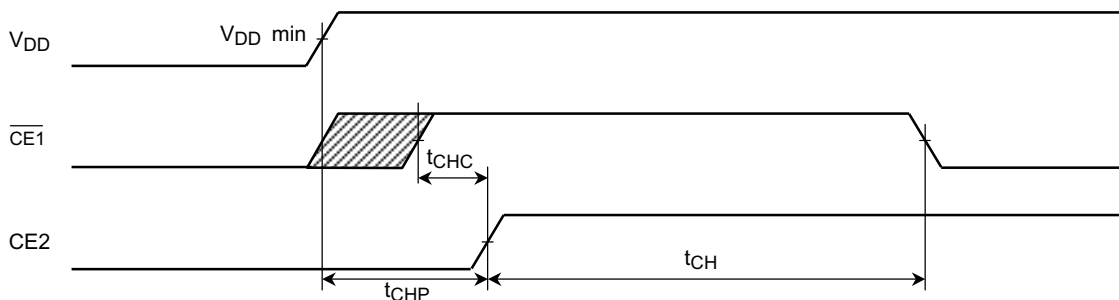 VDD VDD min
CE1
tCHC
CE2
tCH
tCHP